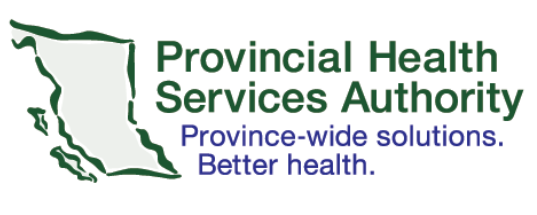 Provincial Health
Services Authority
Province-wide solutions.
Better health.